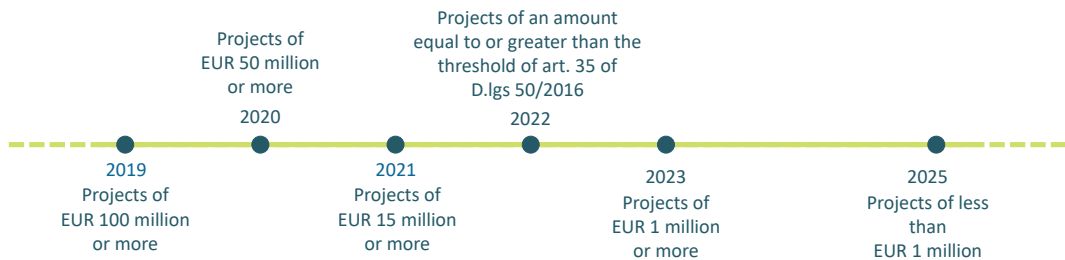 2019
Projects of
EUR 100 million
or more
Projects of
EUR 50 million
or more
2020
2021
Projects of
EUR 15 million
or more
Projects of an amount
equal to or greater than the
threshold of art. 35 of
D.lgs 50/2016
2022
2023
Projects of
EUR 1 million
or more
2025
Projects of less
than
EUR 1 million